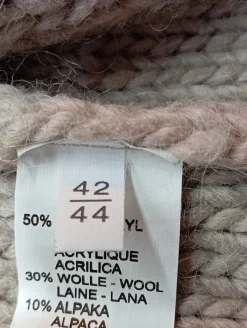 42
44
50% YL
ACRYLIQUE
ACRILICA
30% WOLLE - WOOL
LAINE - LANA
10% ALPAKA
ALPACA